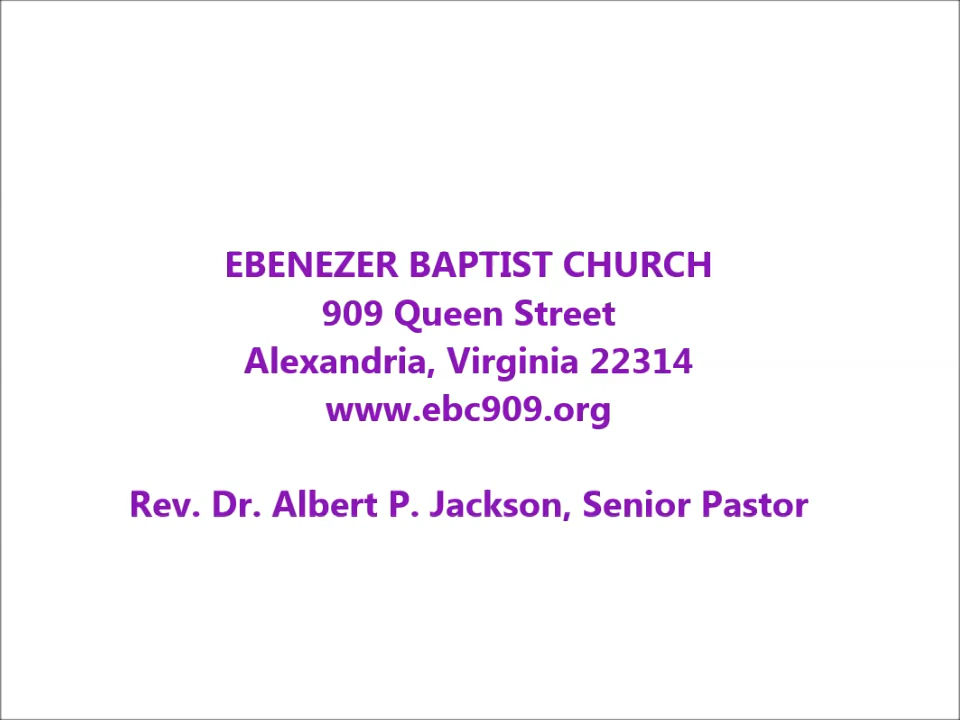 EBENEZER BAPTIST CHURCH
909 Queen Street
Alexandria, Virginia 22314
www.ebc909.org
Rev. Dr. Albert P. Jackson, Senior Pastor